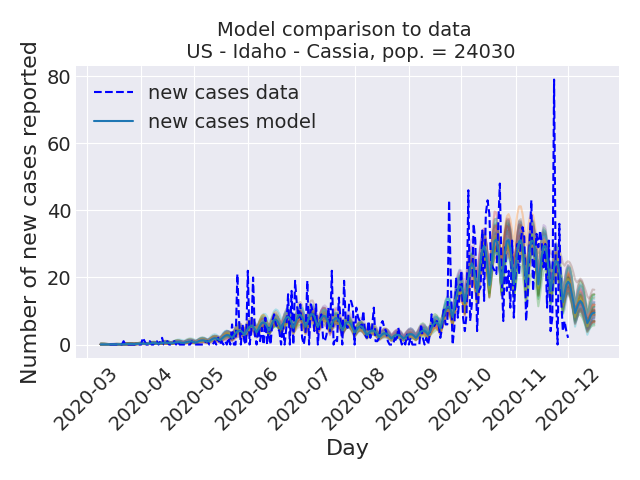 Model comparison to data
US - Idaho - Cassia, pop. = 24030
Number of new cases reported
80
60
40
20
0
new cases data
new cases model
2020-03
2020-04
2020-05
2020-06
2020-07
2020-08
2020-09
2020-10
2020-11
2020-12
Day